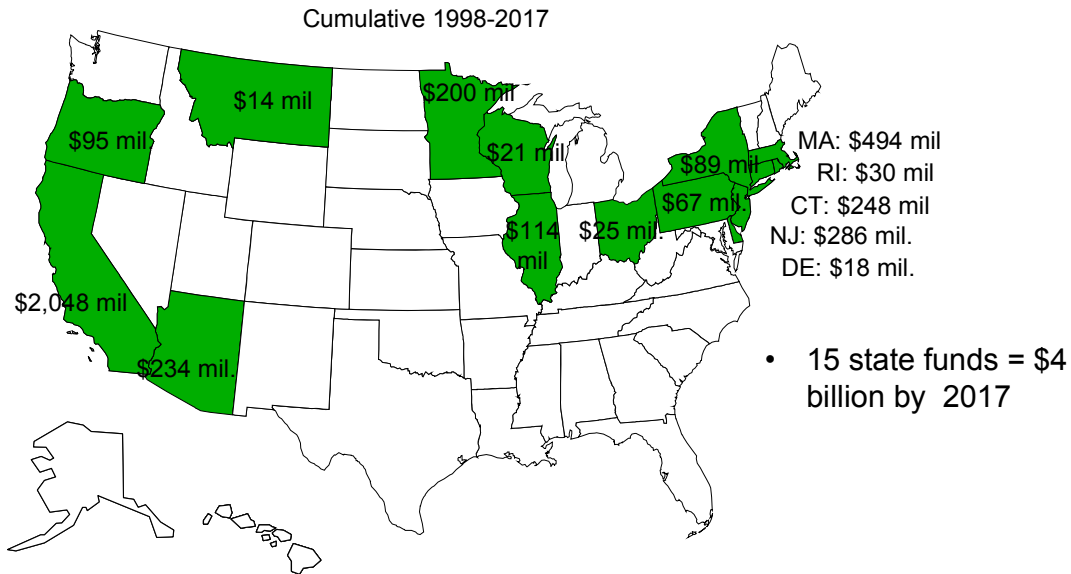 Cumulative 1998-2017
$14 mil
$200 mil
$95 mil
$21 mil
MA: $494 mil
$89 mil
RI: $30 mil
$67 mil.
CT: $248 mil
$114
mil
$25 mil.
NJ: $286 mil.
DE: $18 mil.
$2,048 mil
$234 mil.
• 15 state funds = $4
billion by 2017